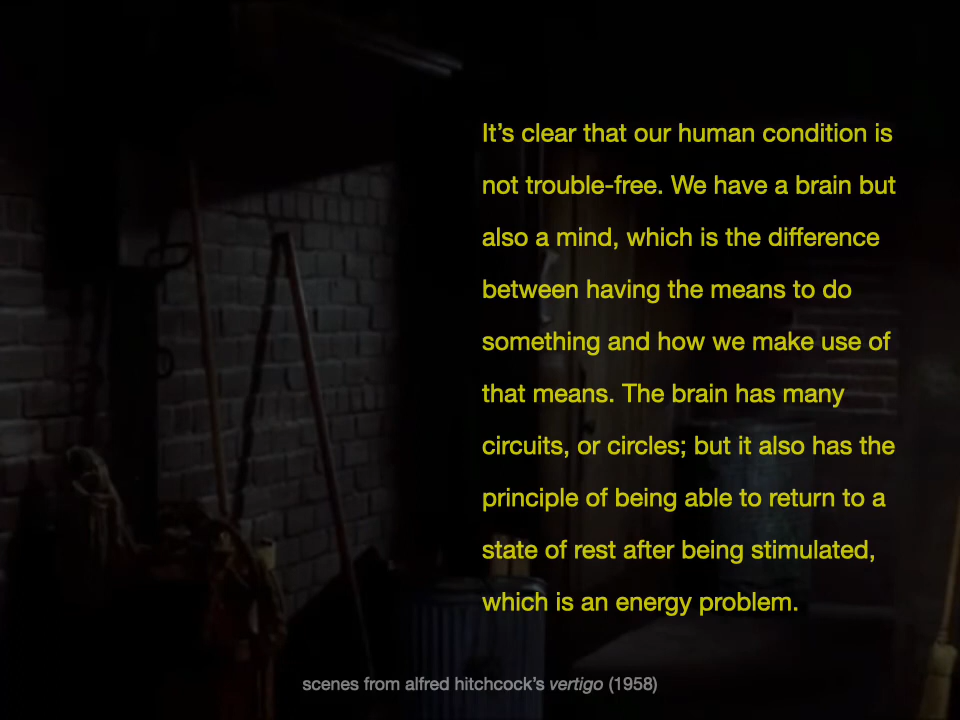 It’s clear that our human condition is
not trouble-free. We have a brain but
also a mind, which is the difference
between having the means to do
something and how we make use of
that means. The brain has many
circuits, or circles; but it also has the
principle of being able to return to a
state of rest after being stimulated,
which is an energy problem.
scenes from alfred hitchcock’s vertigo (1958)